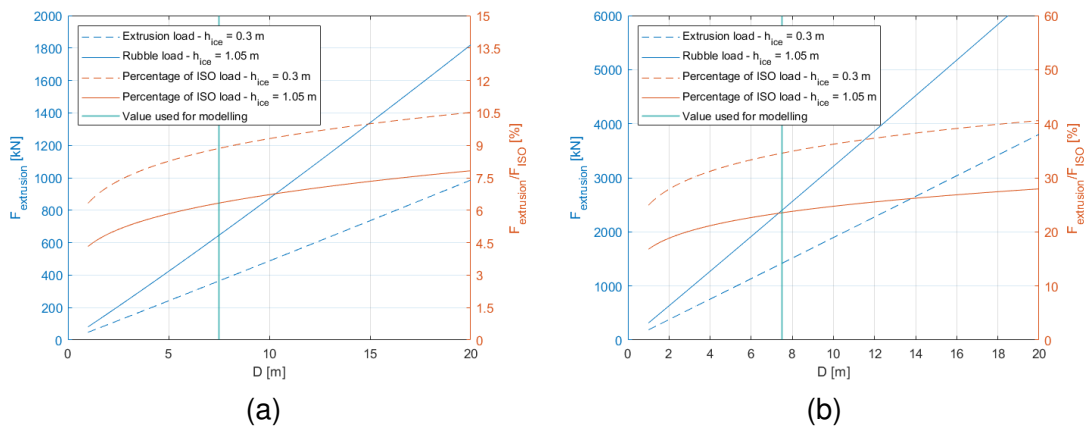 2000
1800
1600
1400
1200
1000
800
600
400
200
0
F_extrusion [kN]
Extrusion load - h_ice = 0.3 m
Rubble load - h_ice = 1.05 m
Percentage of ISO load - h_ice = 0.3 m
Percentage of ISO load - h_ice = 1.05 m
Value used for modelling
15
13.5
12
10.5
9
7.5
6
4.5
3
1.5
0
F_extrusion/F_ISO [%]
0 5 10 15 20
D [m]
(a)
6000
5000
4000
3000
2000
1000
0
F_extrusion [kN]
Extrusion load - h_ice = 0.3 m
Rubble load - h_ice = 1.05 m
Percentage of ISO load - h_ice = 0.3 m
Percentage of ISO load - h_ice = 1.05 m
Value used for modelling
60
50
40
30
20
10
0
F_extrusion/F_ISO [%]
0 2 4 6 8 10 12 14 16 18 20
D [m]
(b)